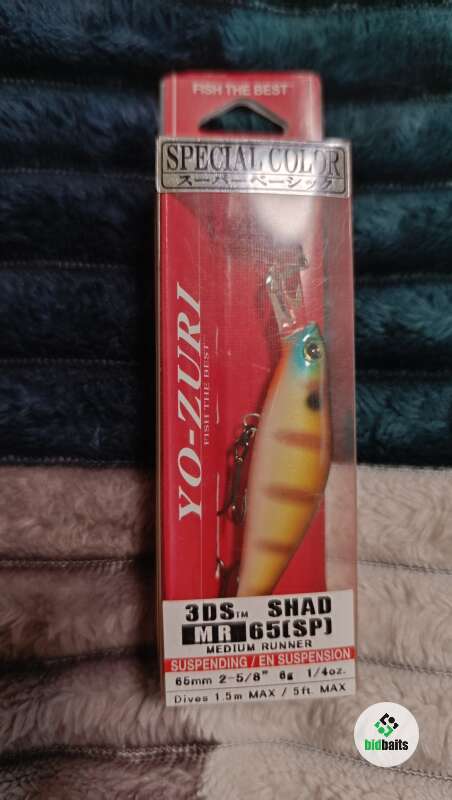 FISH THE BEST™
SPECIAL COLOR
スーパーベーシック
YO-ZURI
FISH THE BEST™
3DS™ SHAD
MR 65(SP)
MEDIUM RUNNER
SUSPENDING / EN SUSPENSION
65mm 2-5/8" 6g 1/4oz.
Dives 1.5m MAX / 5ft. MAX
bidbaits